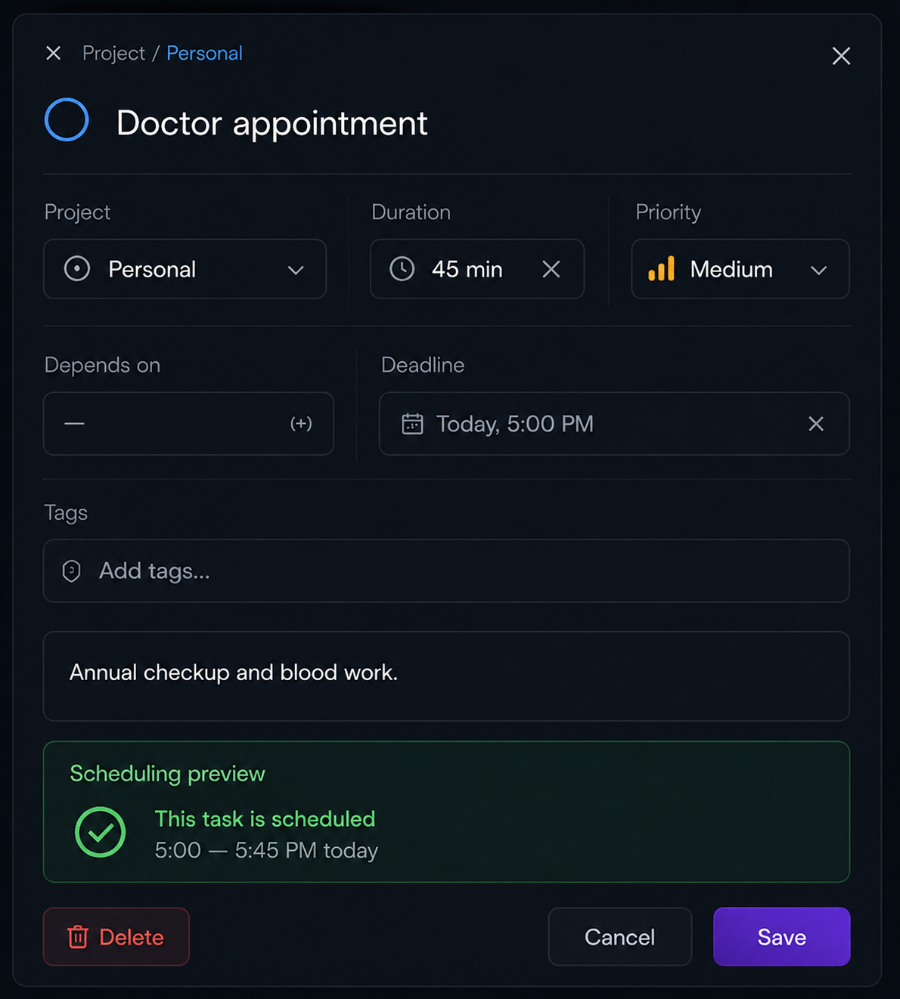 Project / Personal
Doctor appointment
Project
Duration
Priority
Personal
45 min
Medium
Depends on
Deadline
— (+)
Today, 5:00 PM
Tags
Add tags...
Annual checkup and blood work.
Scheduling preview
This task is scheduled
5:00 — 5:45 PM today
Delete
Cancel
Save